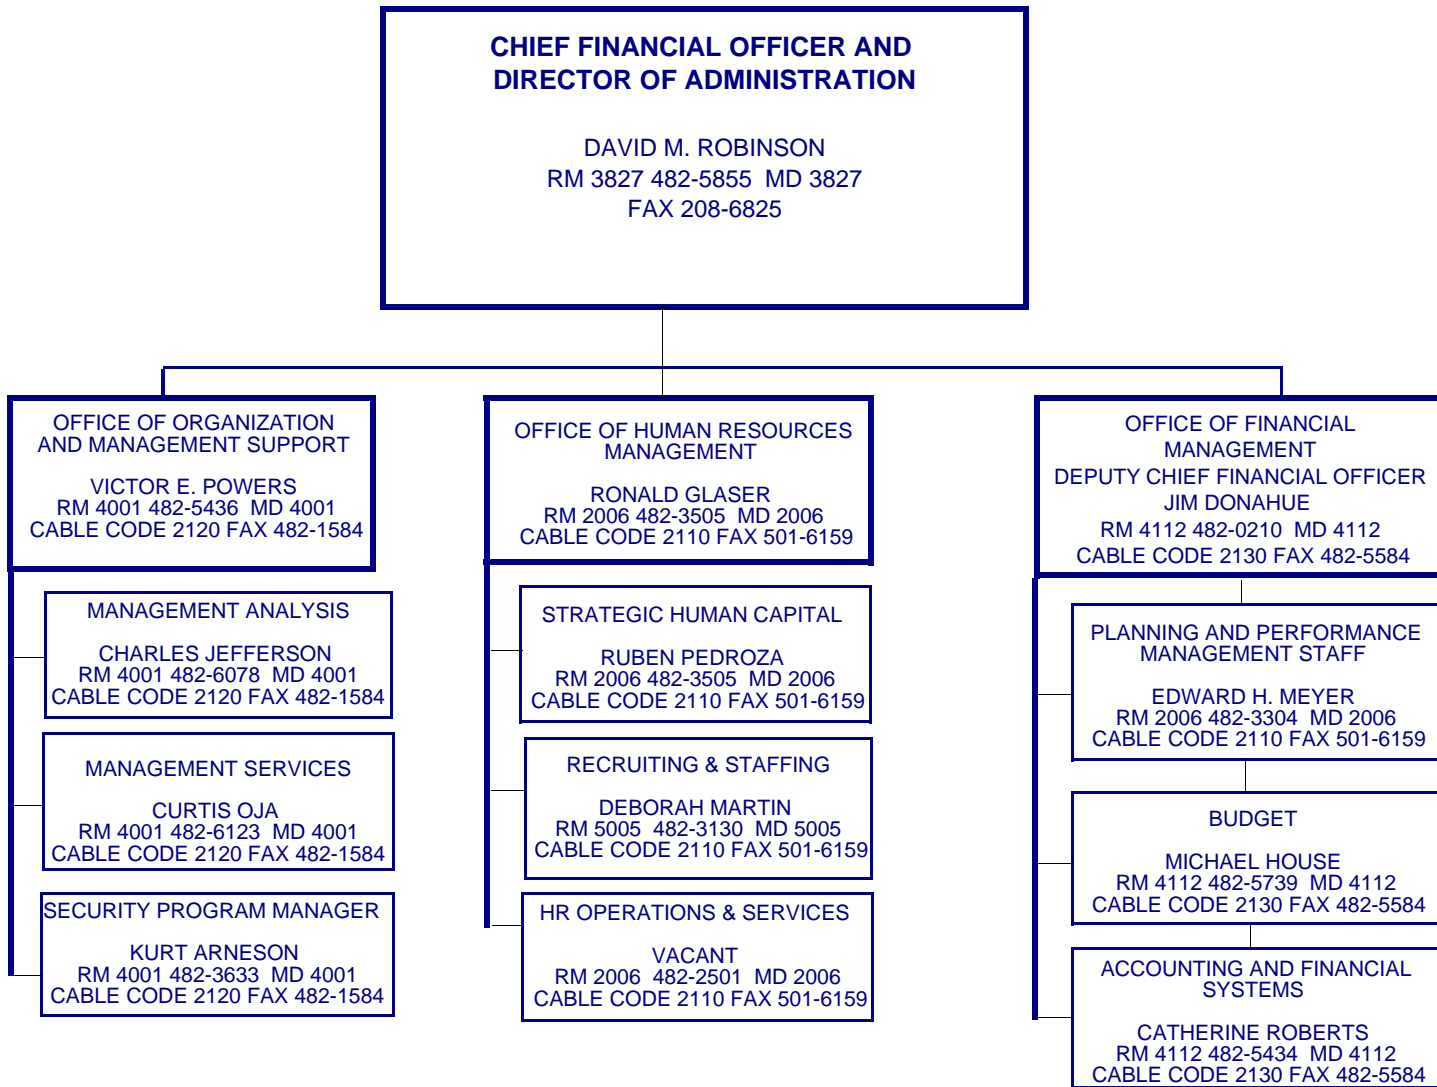 CHIEF FINANCIAL OFFICER AND
DIRECTOR OF ADMINISTRATION
DAVID M. ROBINSON
RM 3827 482-5855 MD 3827
FAX 208-6825
OFFICE OF ORGANIZATION
AND MANAGEMENT SUPPORT
VICTOR E. POWERS
RM 4001 482-5436 MD 4001
CABLE CODE 2120 FAX 482-1584
MANAGEMENT ANALYSIS
CHARLES JEFFERSON
RM 4001 482-6078 MD 4001
CABLE CODE 2120 FAX 482-1584
MANAGEMENT SERVICES
CURTIS OJA
RM 4001 482-6123 MD 4001
CABLE CODE 2120 FAX 482-1584
SECURITY PROGRAM MANAGER
KURT ARNESON
RM 4001 482-3633 MD 4001
CABLE CODE 2120 FAX 482-1584
OFFICE OF HUMAN RESOURCES
MANAGEMENT
RONALD GLASER
RM 2006 482-3505 MD 2006
CABLE CODE 2110 FAX 501-6159
STRATEGIC HUMAN CAPITAL
RUBEN PEDROZA
RM 2006 482-3505 MD 2006
CABLE CODE 2110 FAX 501-6159
RECRUITING & STAFFING
DEBORAH MARTIN
RM 5005 482-3130 MD 5005
CABLE CODE 2110 FAX 501-6159
HR OPERATIONS & SERVICES
VACANT
RM 2006 482-2501 MD 2006
CABLE CODE 2110 FAX 501-6159
OFFICE OF FINANCIAL
MANAGEMENT
DEPUTY CHIEF FINANCIAL OFFICER
JIM DONAHUE
RM 4112 482-0210 MD 4112
CABLE CODE 2130 FAX 482-5584
PLANNING AND PERFORMANCE
MANAGEMENT STAFF
EDWARD H. MEYER
RM 2006 482-3304 MD 2006
CABLE CODE 2110 FAX 501-6159
BUDGET
MICHAEL HOUSE
RM 4112 482-5739 MD 4112
CABLE CODE 2130 FAX 482-5584
ACCOUNTING AND FINANCIAL
SYSTEMS
CATHERINE ROBERTS
RM 4112 482-5434 MD 4112
CABLE CODE 2130 FAX 482-5584